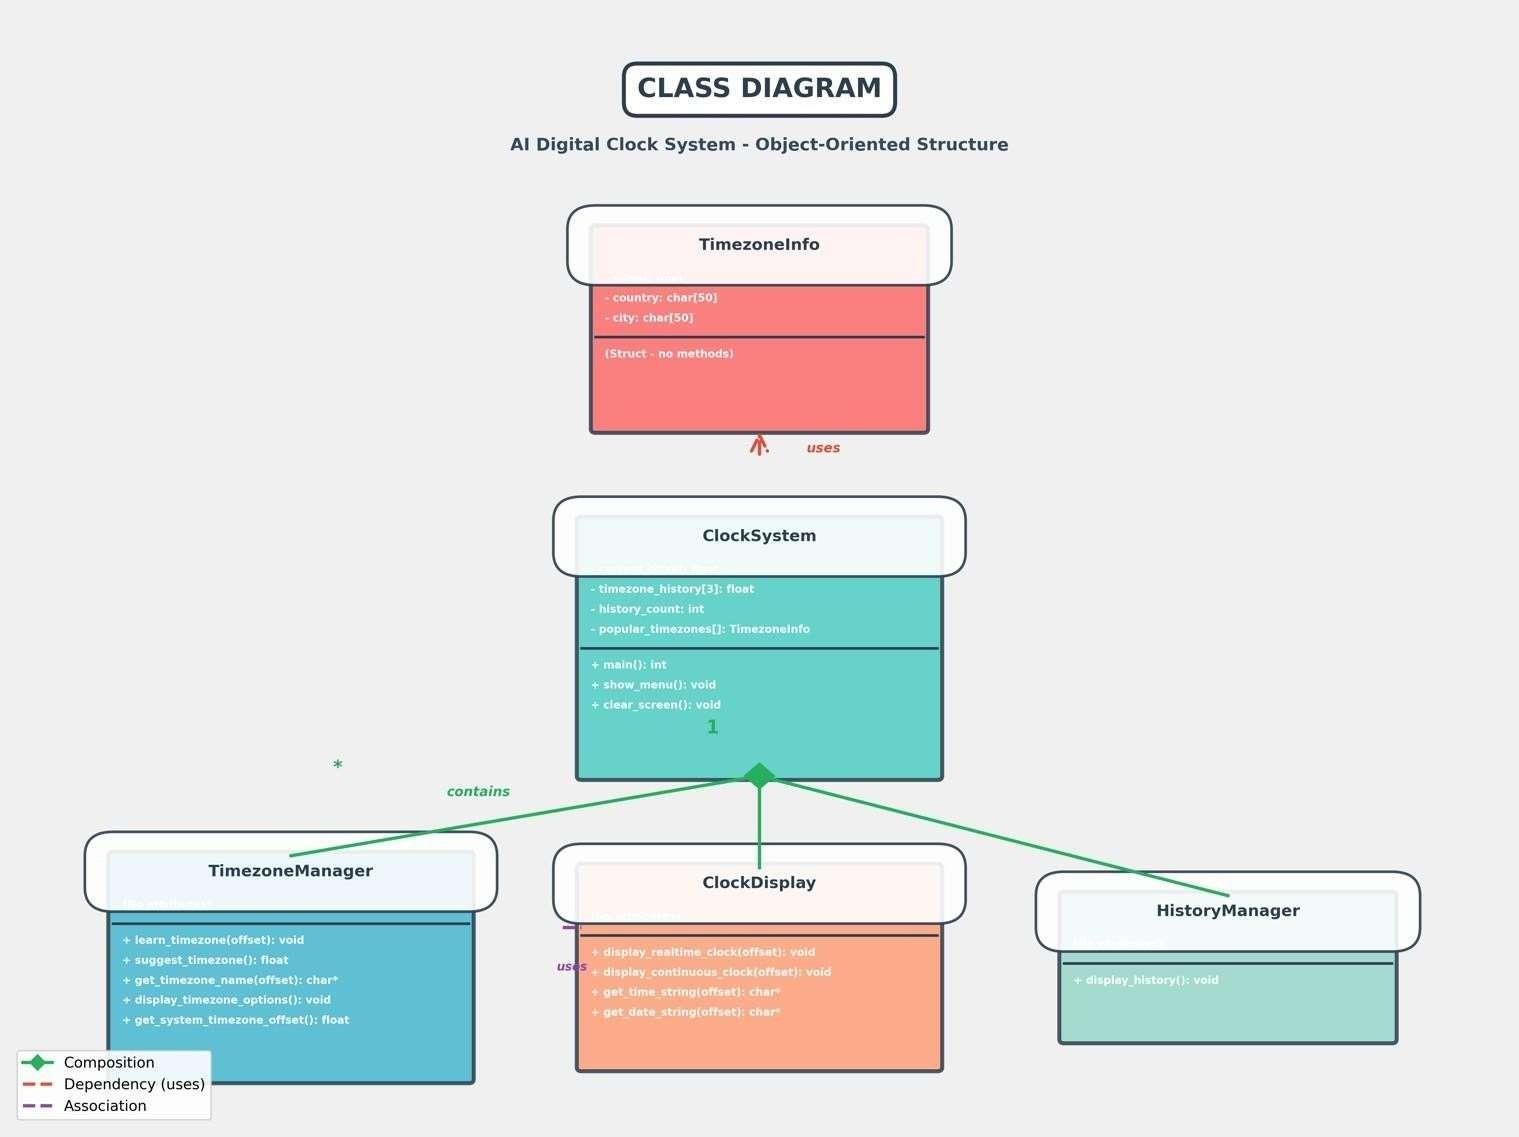 CLASS DIAGRAM
AI Digital Clock System - Object-Oriented Structure
TimezoneInfo
- country: char[50]
- city: char[50]
(Struct - no methods)
uses
ClockSystem
- timezone_history[3]: float
- history_count: int
- popular_timezones[]: TimezoneInfo
+ main(): int
+ show_menu(): void
+ clear_screen(): void
1
*
contains
TimezoneManager
+ learn_timezone(offset): void
+ suggest_timezone(): float
+ get_timezone_name(offset): char*
+ display_timezone_options(): void
+ get_system_timezone_offset(): float
uses
ClockDisplay
+ display_realtime_clock(offset): void
+ display_continuous_clock(offset): void
+ get_time_string(offset): char*
+ get_date_string(offset): char*
HistoryManager
+ display_history(): void
Composition
Dependency (uses)
Association